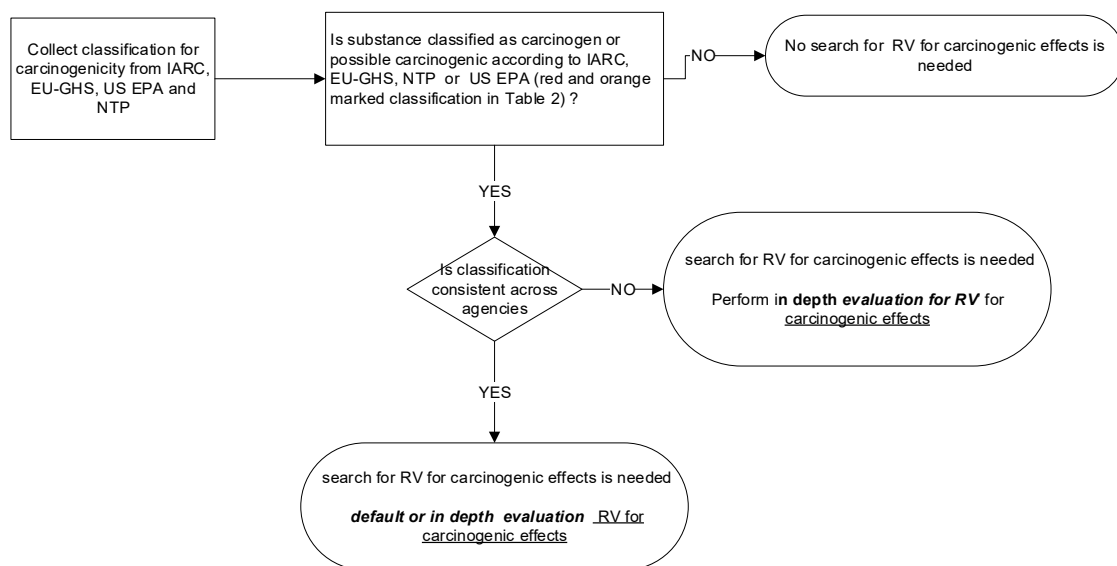 Collect classification for
carcinogenicity from IARC,
EU-GHS, US EPA and
NTP
Is substance classified as carcinogen or
possible carcinogenic according to IARC,
EU-GHS, NTP or US EPA (red and orange
marked classification in Table 2) ?
NO
No search for RV for carcinogenic effects is
needed
YES
Is classification
consistent across
agencies
NO
search for RV for carcinogenic effects is needed
Perform in depth evaluation for RV for
carcinogenic effects
YES
search for RV for carcinogenic effects is needed
default or in depth evaluation RV for
carcinogenic effects